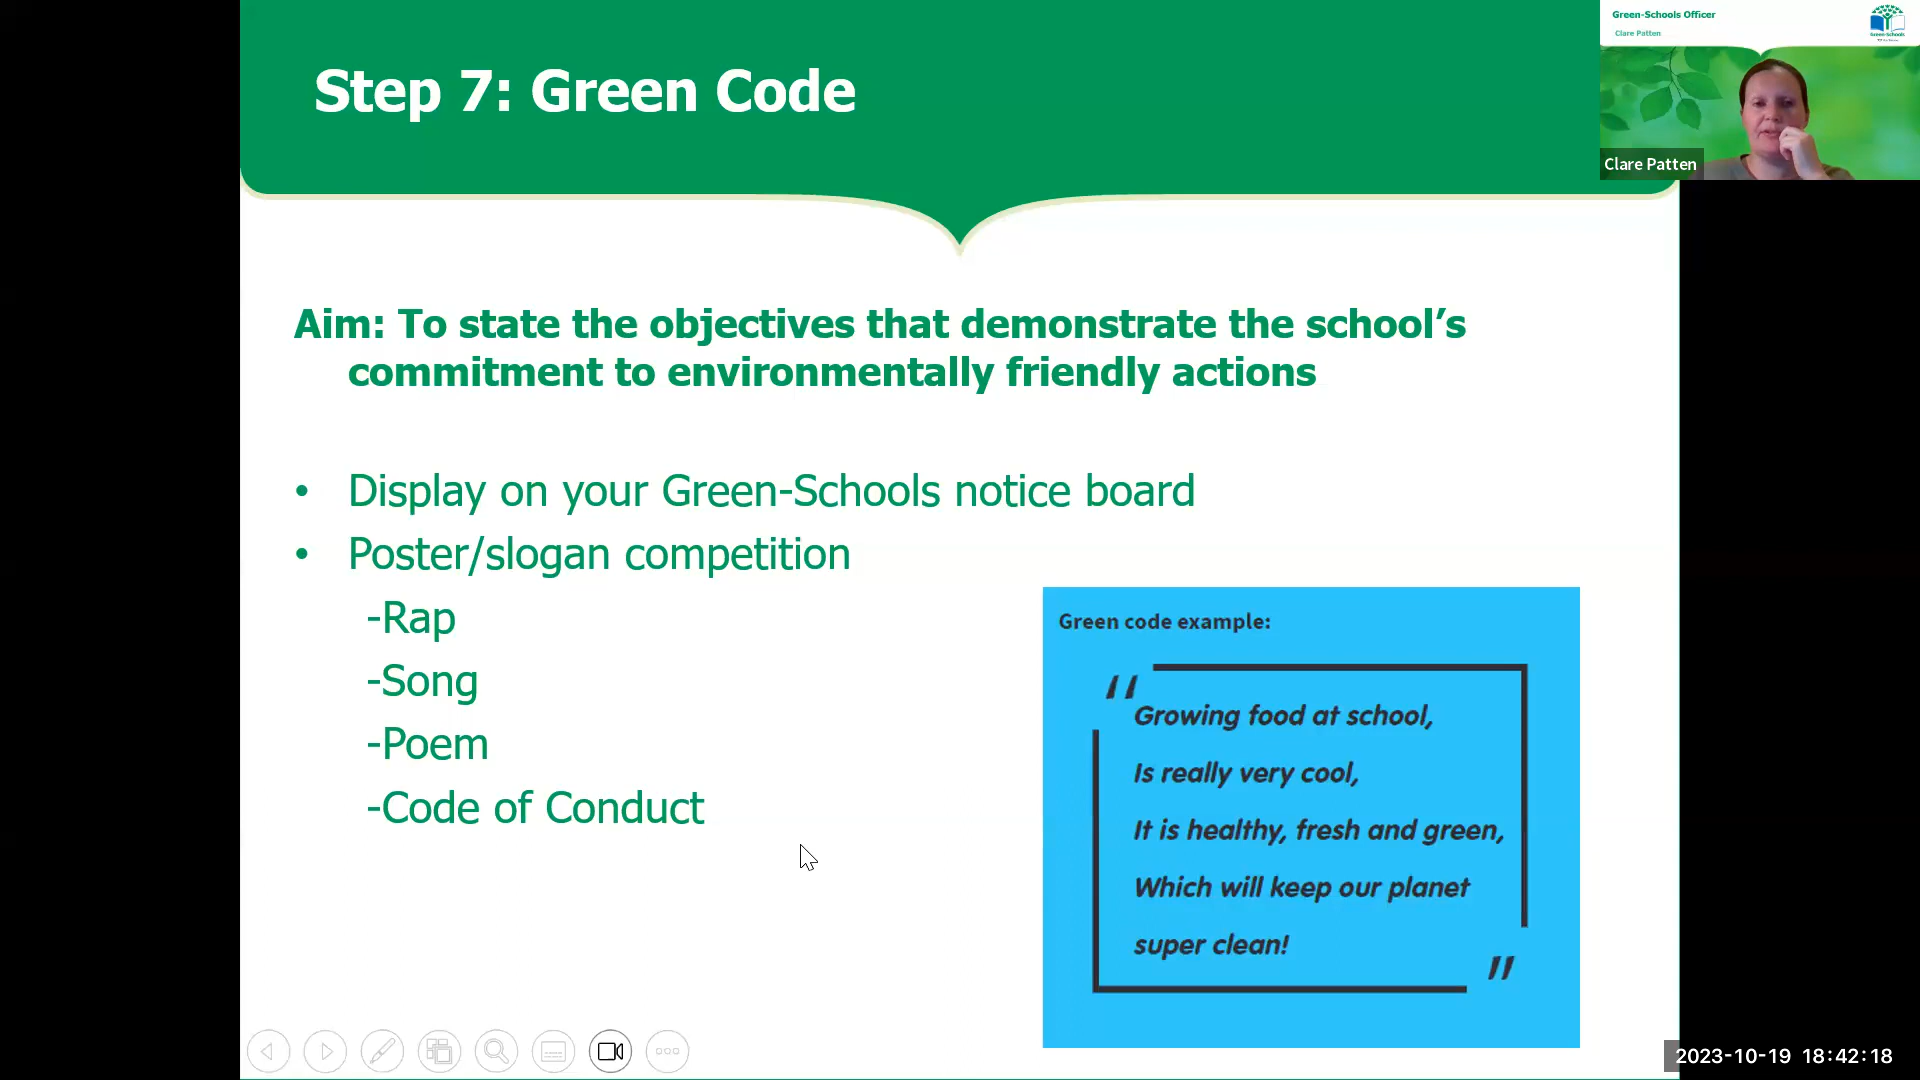 Step 7: Green Code
Green-Schools Officer
Clare Patten
Green-Schools
Clare Patten
Aim: To state the objectives that demonstrate the school’s
commitment to environmentally friendly actions
• Display on your Green-Schools notice board
• Poster/slogan competition
-Rap
-Song
-Poem
-Code of Conduct
Green code example:
"Growing food at school,
Is really very cool,
It is healthy, fresh and green,
Which will keep our planet
super clean!"
2023-10-19 18:42:18